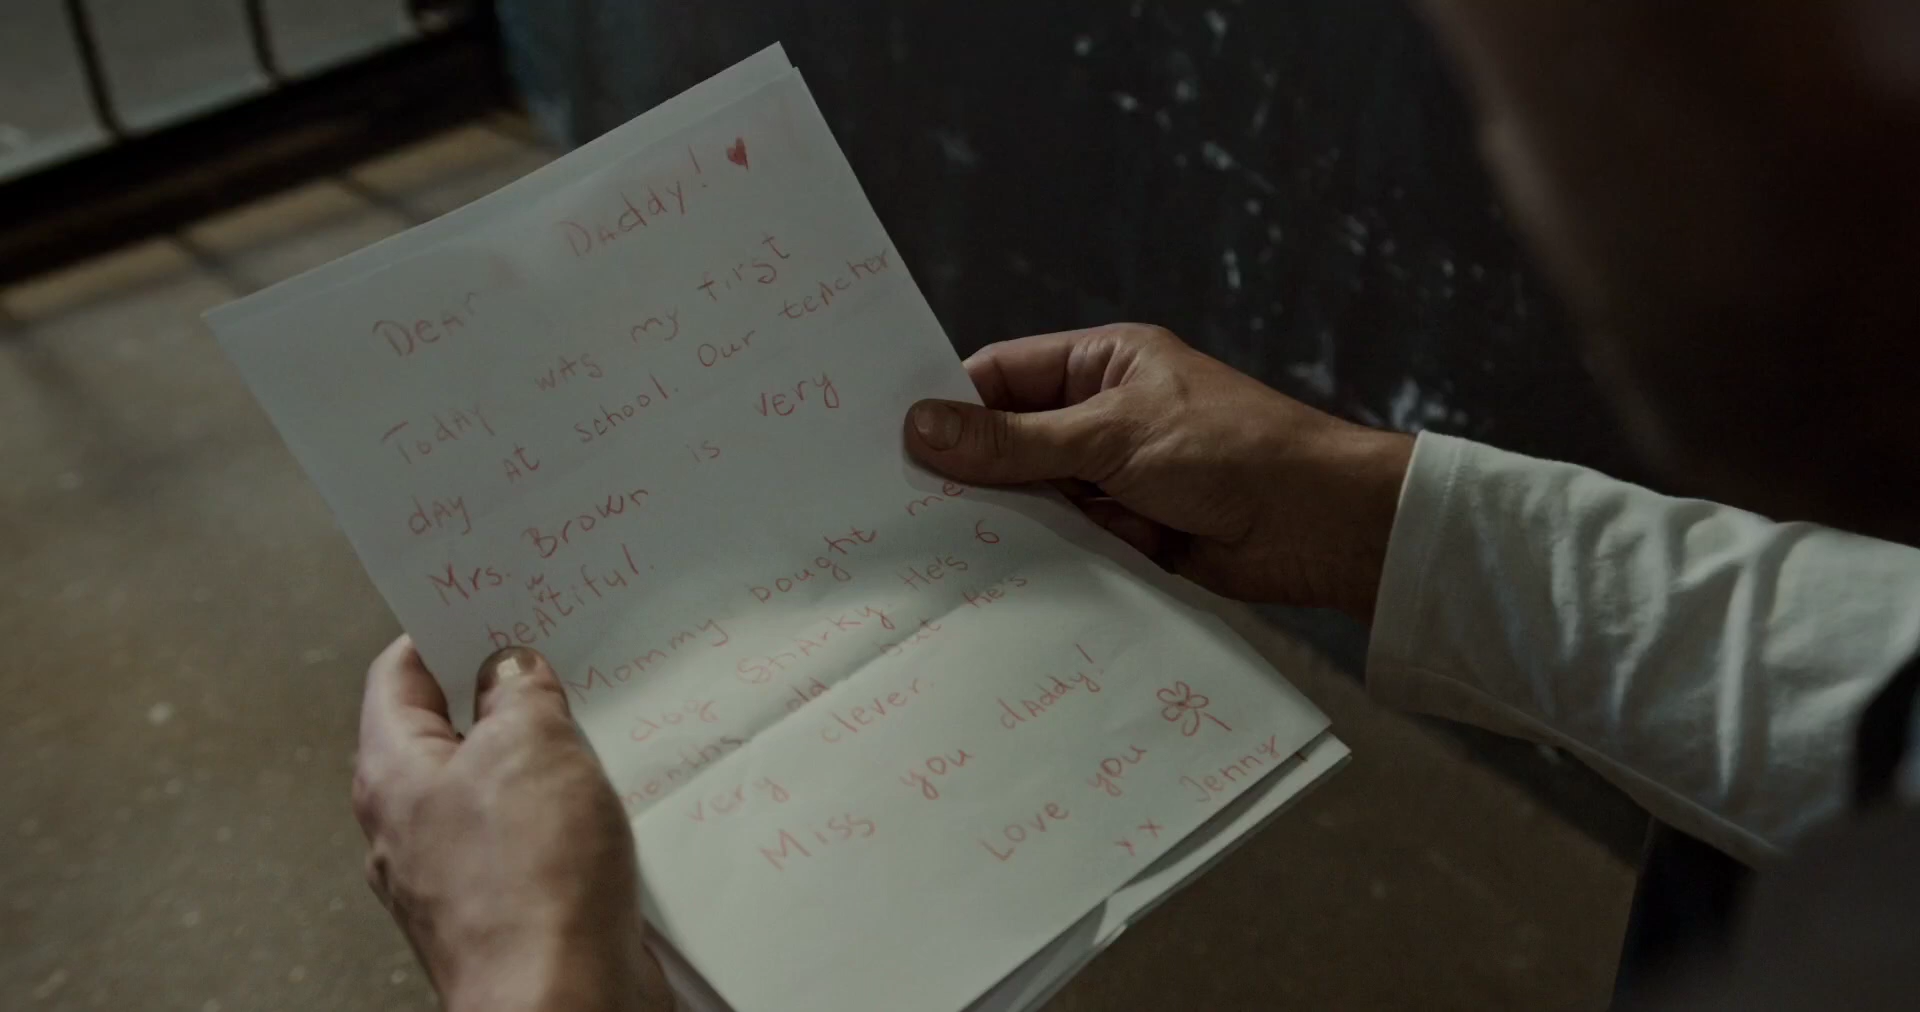 Dear Daddy! ♥
Today was my first
day at school. Our teacher
Mrs. Brown is very
beatiful.
Mommy bought me
dog Sharky He's 6
months old but He's
very clever.
Miss you daddy!
Love you
xx Jenny